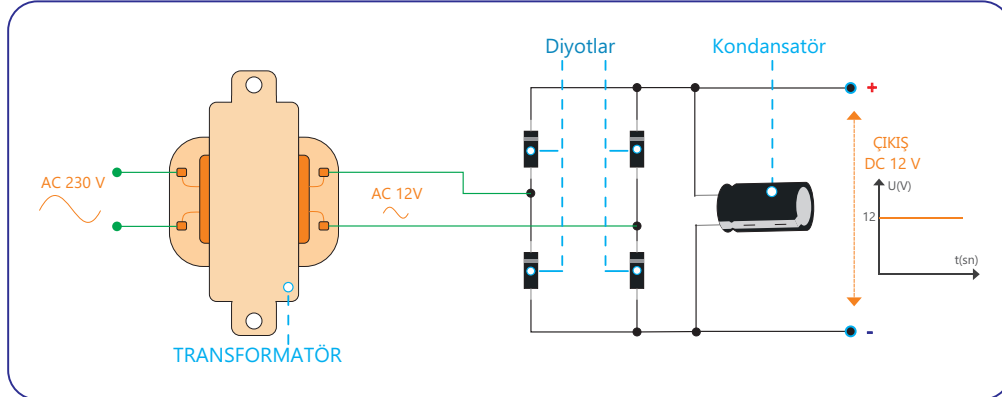 Diyotlar
Kondansatör
+
AC 230 V
AC 12V
ÇIKIŞ
DC 12 V
U(V)
12
t(sn)
-
TRANSFORMATÖR